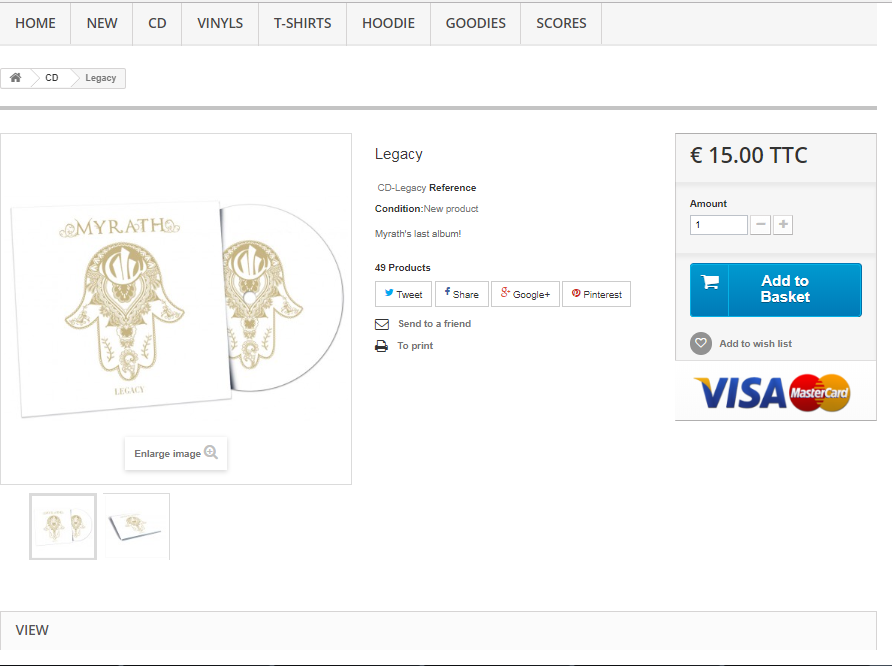 HOME NEW CD VINYLS T-SHIRTS HOODIE GOODIES SCORES
CD Legacy
MYRATH
LEGACY
Enlarge image
Legacy
CD-Legacy Reference
Condition:New product
Myrath's last album!
49 Products
Tweet Share Google+ Pinterest
Send to a friend
To print
€ 15.00 TTC
Amount
1
Add to
Basket
Add to wish list
VISA MasterCard
VIEW